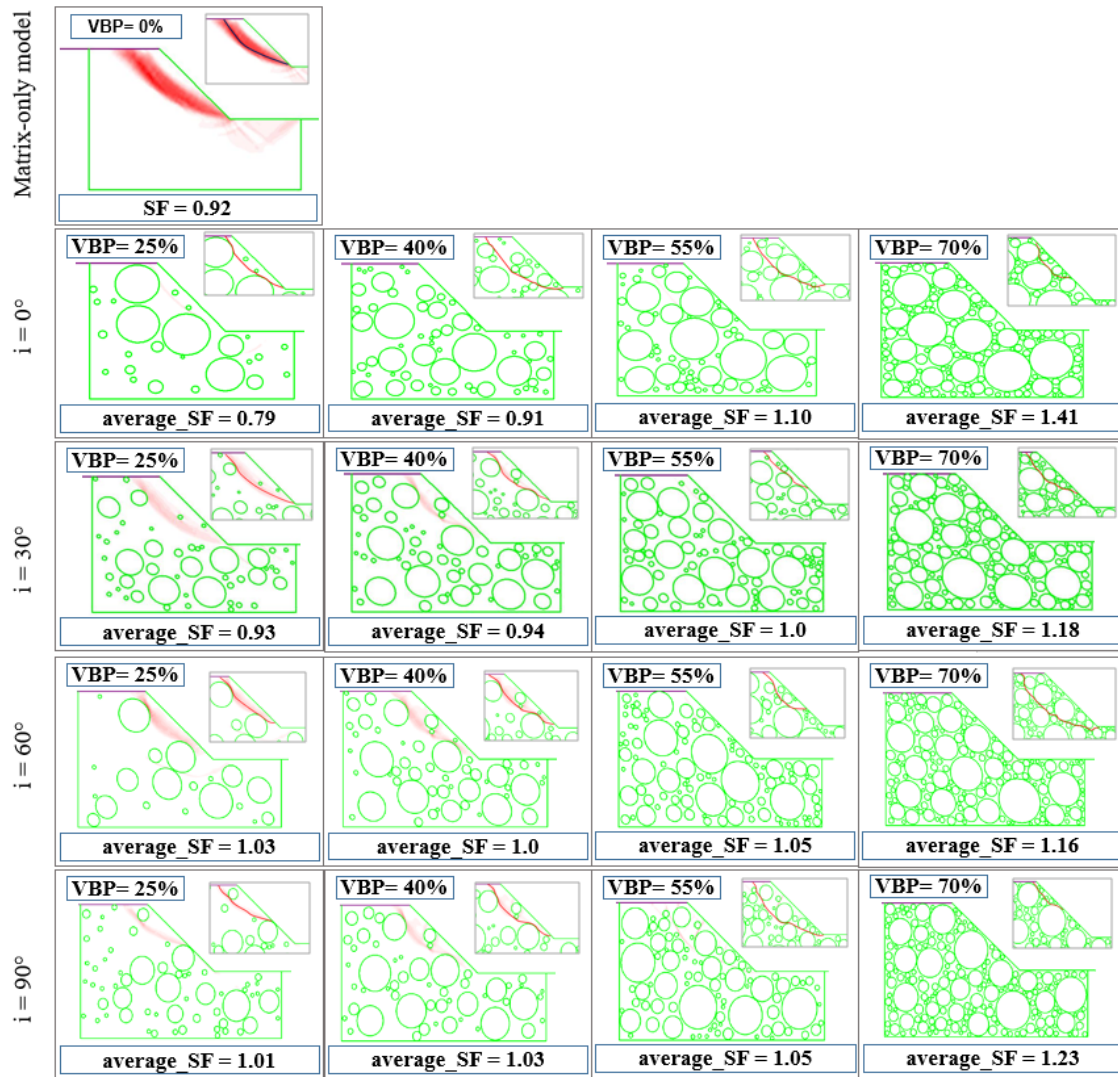 Matrix-only model
VBP= 0%
SF = 0.92
i = 0°
VBP= 25%
VBP= 40%
VBP= 55%
VBP= 70%
average_SF = 0.79
average_SF = 0.91
average_SF = 1.10
average_SF = 1.41
i = 30°
VBP= 25%
VBP= 40%
VBP= 55%
VBP= 70%
average_SF = 0.93
average_SF = 0.94
average_SF = 1.0
average_SF = 1.18
i = 60°
VBP= 25%
VBP= 40%
VBP= 55%
VBP= 70%
average_SF = 1.03
average_SF = 1.0
average_SF = 1.05
average_SF = 1.16
i = 90°
VBP= 25%
VBP= 40%
VBP= 55%
VBP= 70%
average_SF = 1.01
average_SF = 1.03
average_SF = 1.05
average_SF = 1.23